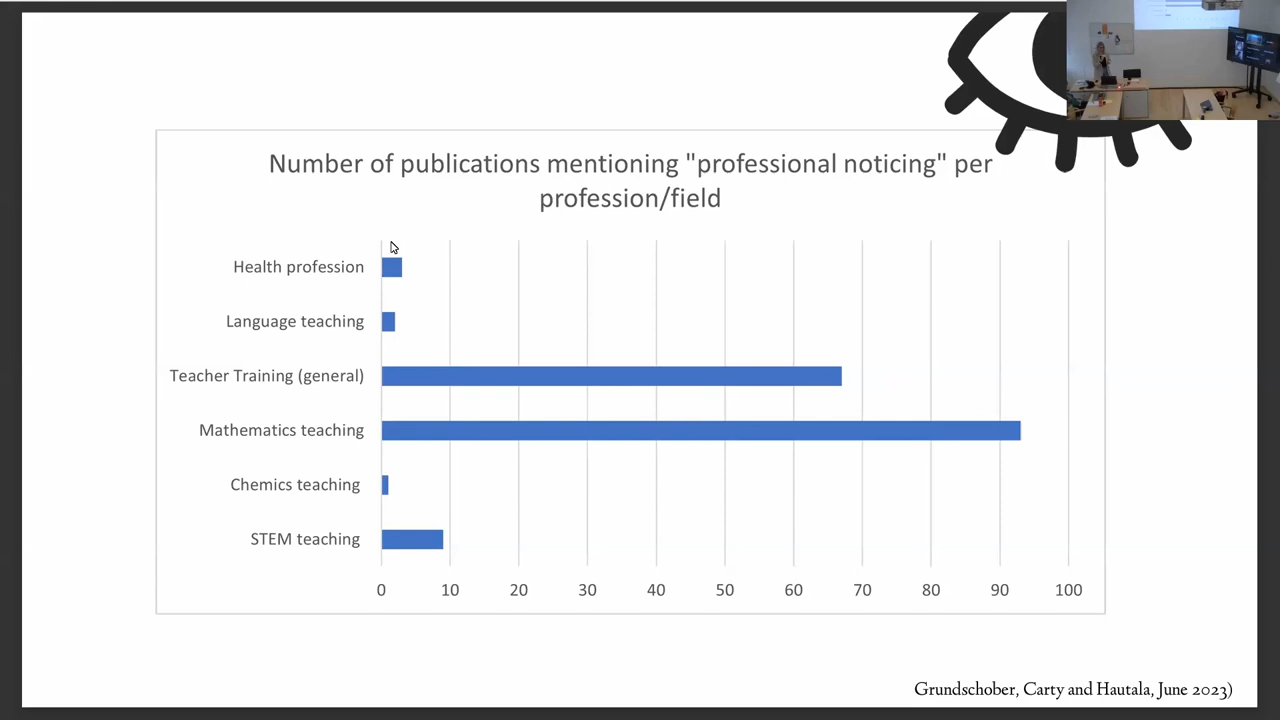 Number of publications mentioning "professional noticing" per
profession/field
Health profession
Language teaching
Teacher Training (general)
Mathematics teaching
Chemics teaching
STEM teaching
0 10 20 30 40 50 60 70 80 90 100
Grundschober, Carty and Hautala, June 2023)